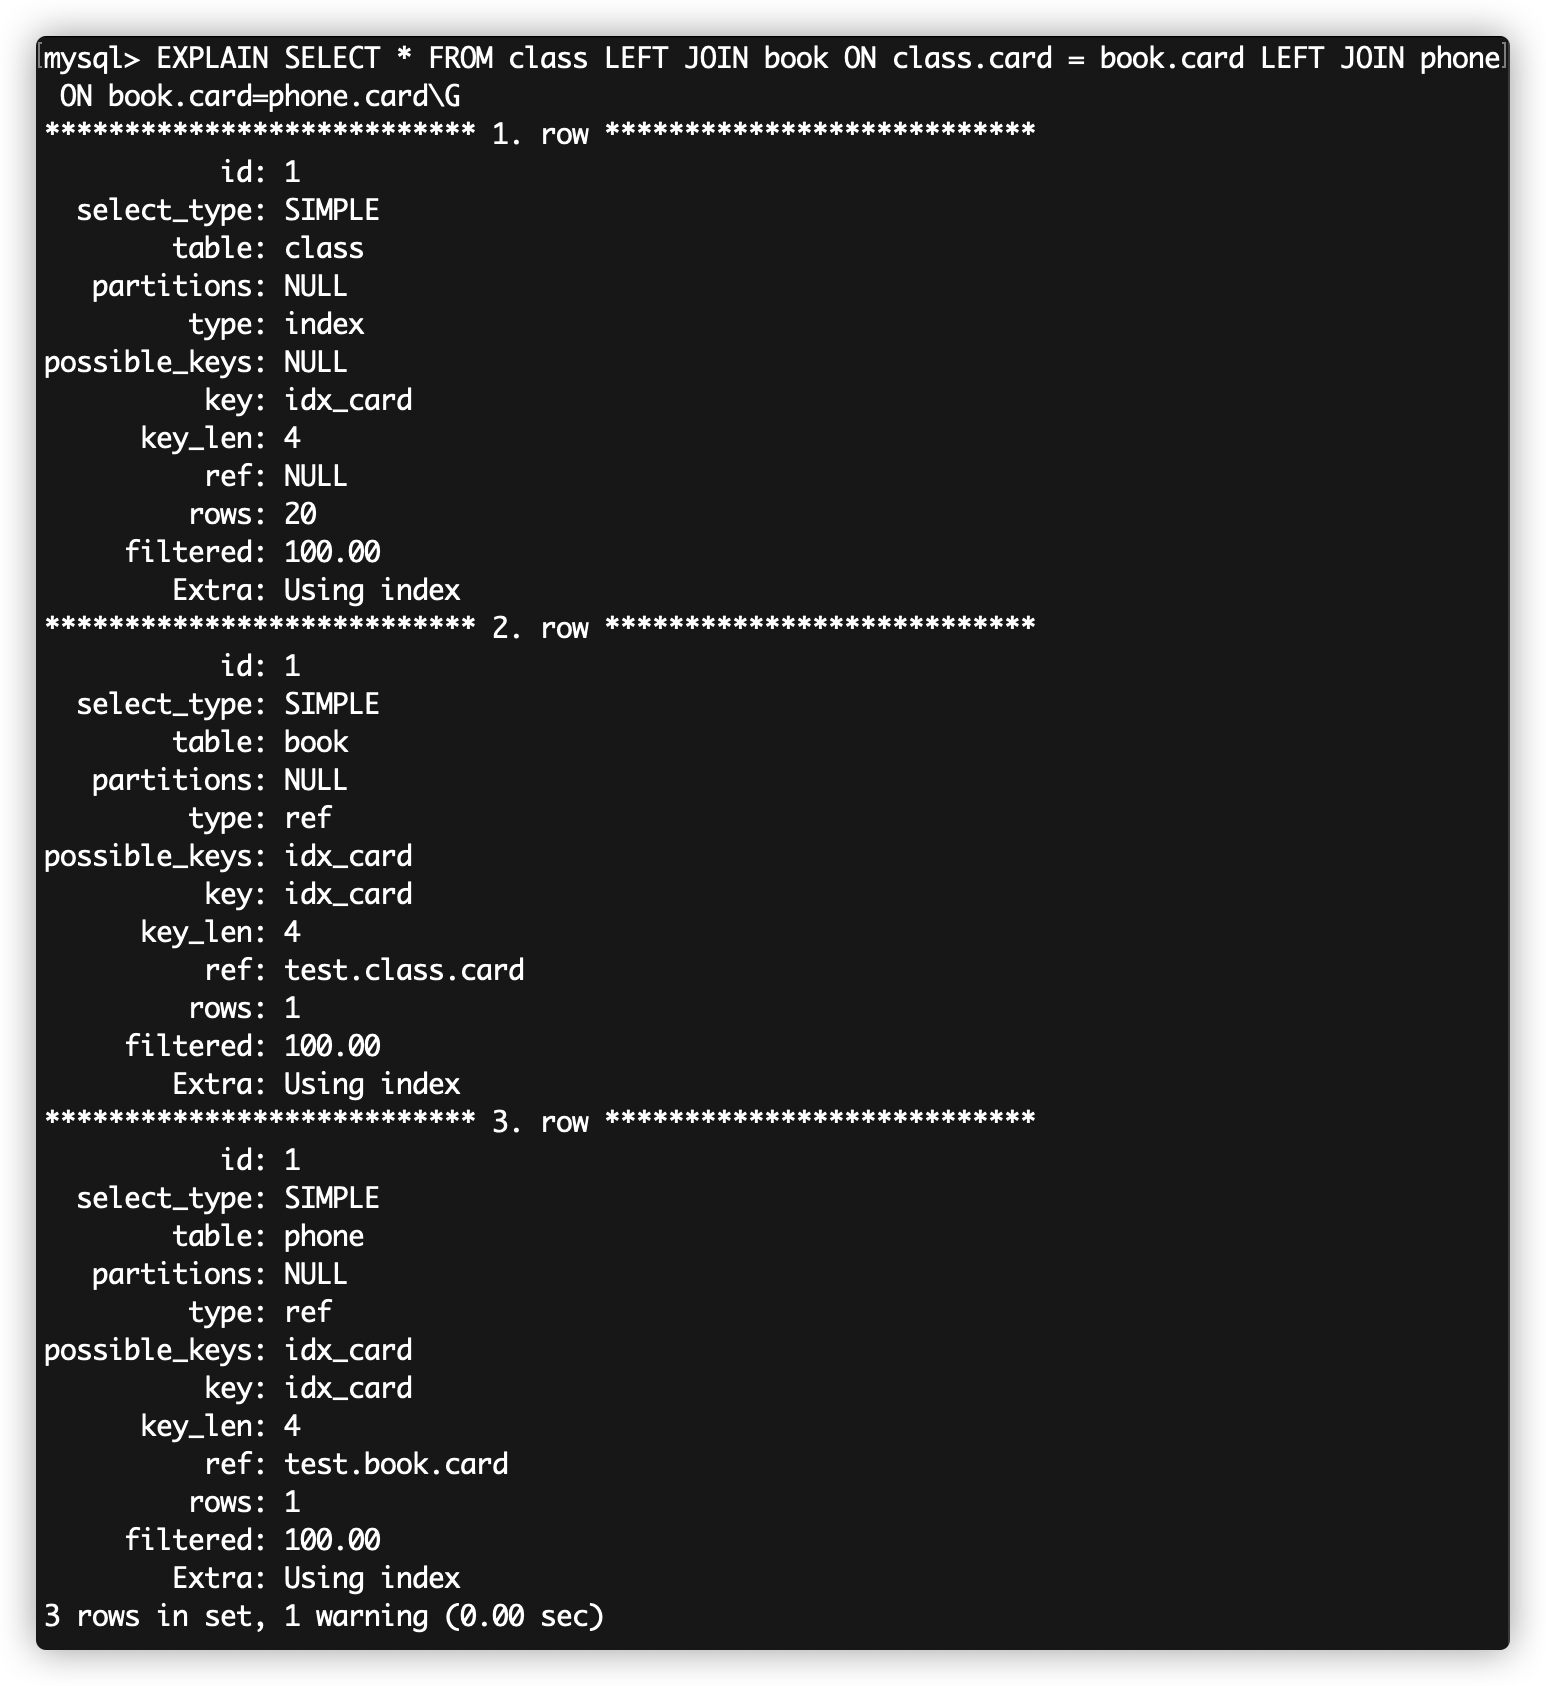 mysql> EXPLAIN SELECT * FROM class LEFT JOIN book ON class.card = book.card LEFT JOIN phone
 ON book.card=phone.card\G
*************************** 1. row ***************************
           id: 1
  select_type: SIMPLE
        table: class
   partitions: NULL
         type: index
possible_keys: NULL
          key: idx_card
      key_len: 4
          ref: NULL
         rows: 20
     filtered: 100.00
        Extra: Using index
*************************** 2. row ***************************
           id: 1
  select_type: SIMPLE
        table: book
   partitions: NULL
         type: ref
possible_keys: idx_card
          key: idx_card
      key_len: 4
          ref: test.class.card
         rows: 1
     filtered: 100.00
        Extra: Using index
*************************** 3. row ***************************
           id: 1
  select_type: SIMPLE
        table: phone
   partitions: NULL
         type: ref
possible_keys: idx_card
          key: idx_card
      key_len: 4
          ref: test.book.card
         rows: 1
     filtered: 100.00
        Extra: Using index
3 rows in set, 1 warning (0.00 sec)